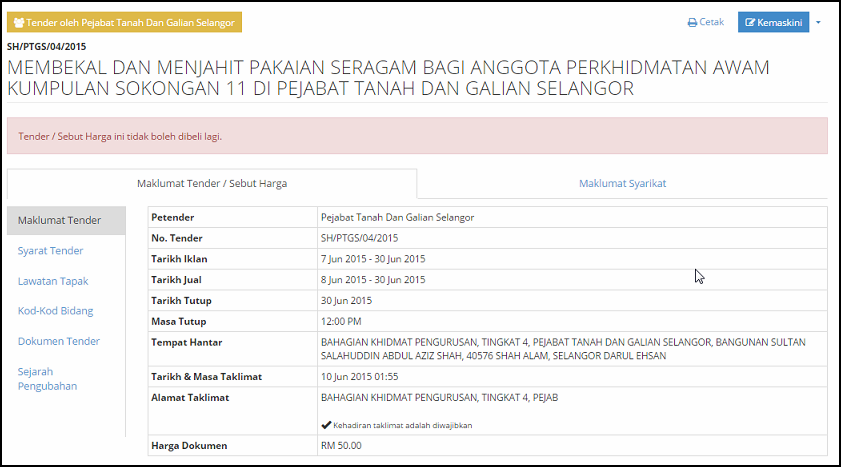 Tender oleh Pejabat Tanah Dan Galian Selangor
Cetak
Kemaskini
SH/PTGS/04/2015
MEMBEKAL DAN MENJAHIT PAKAIAN SERAGAM BAGI ANGGOTA PERKHIDMATAN AWAM
KUMPULAN SOKONGAN 11 DI PEJABAT TANAH DAN GALIAN SELANGOR
Tender / Sebut Harga ini tidak boleh dibeli lagi.
Maklumat Tender / Sebut Harga
Maklumat Syarikat
Maklumat Tender
Syarat Tender
Lawatan Tapak
Kod-Kod Bidang
Dokumen Tender
Sejarah
Pengubahan
Petender Pejabat Tanah Dan Galian Selangor
No. Tender SH/PTGS/04/2015
Tarikh Iklan 7 Jun 2015 - 30 Jun 2015
Tarikh Jual 8 Jun 2015 - 30 Jun 2015
Tarikh Tutup 30 Jun 2015
Masa Tutup 12:00 PM
Tempat Hantar BAHAGIAN KHIDMAT PENGURUSAN, TINGKAT 4, PEJABAT TANAH DAN GALIAN SELANGOR, BANGUNAN SULTAN
SALAHUDDIN ABDUL AZIZ SHAH, 40576 SHAH ALAM, SELANGOR DARUL EHSAN
Tarikh & Masa Taklimat 10 Jun 2015 01:55
Alamat Taklimat BAHAGIAN KHIDMAT PENGURUSAN, TINGKAT 4, PEJAB
Kehadiran taklimat adalah diwajibkan
Harga Dokumen RM 50.00